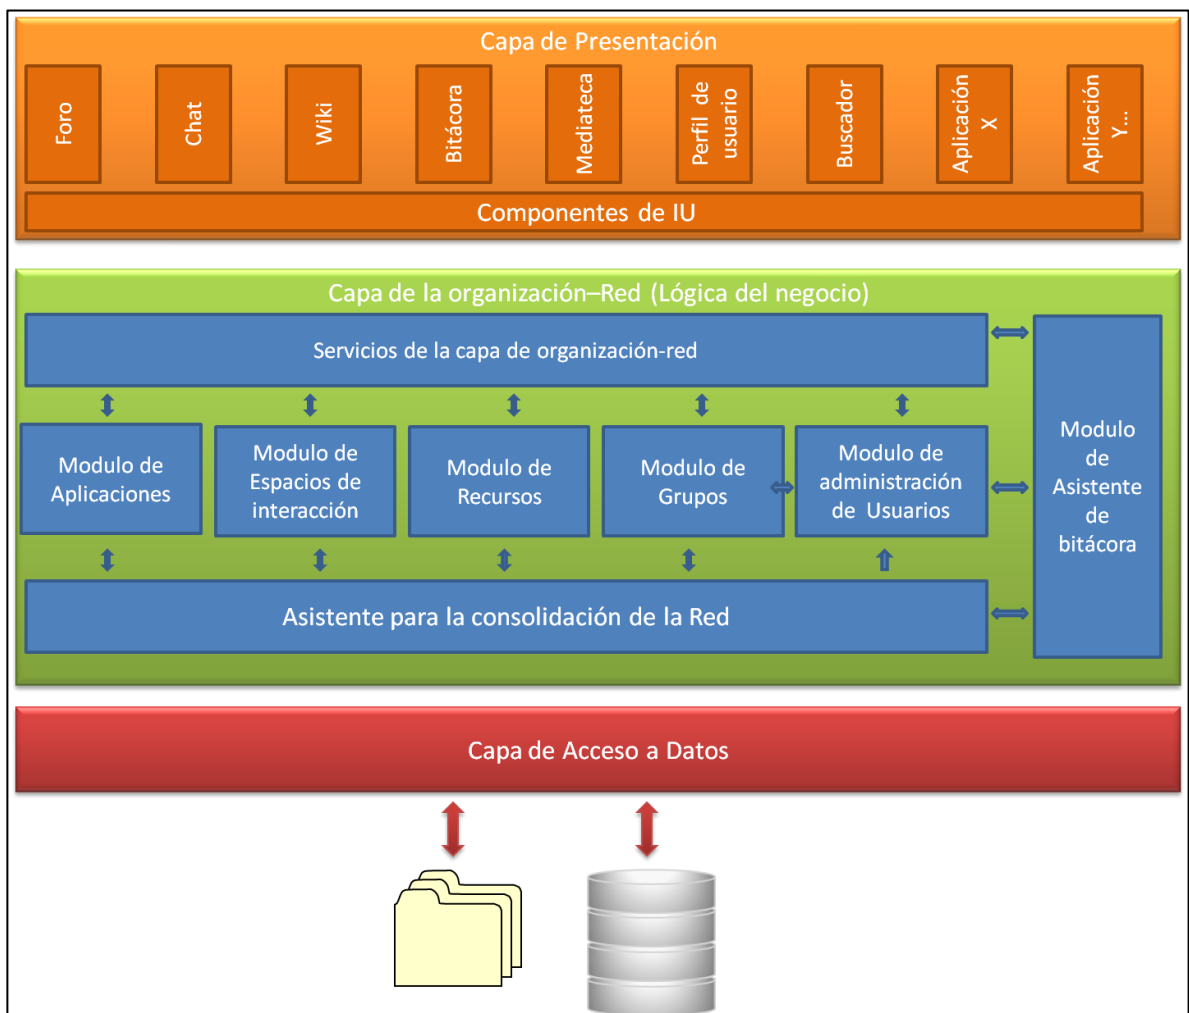 Capa de Presentación
Foro
Chat
Wiki
Bitácora
Mediateca
Perfil de
usuario
Buscador
Aplicación
X
Aplicación
Y...
Componentes de IU
Capa de la organización–Red (Lógica del negocio)
Servicios de la capa de organización-red
Modulo de
Aplicaciones
Modulo de
Espacios de
interacción
Modulo de
Recursos
Modulo de
Grupos
Modulo de
administración
de Usuarios
Modulo
de
Asistente
de
bitácora
Asistente para la consolidación de la Red
Capa de Acceso a Datos